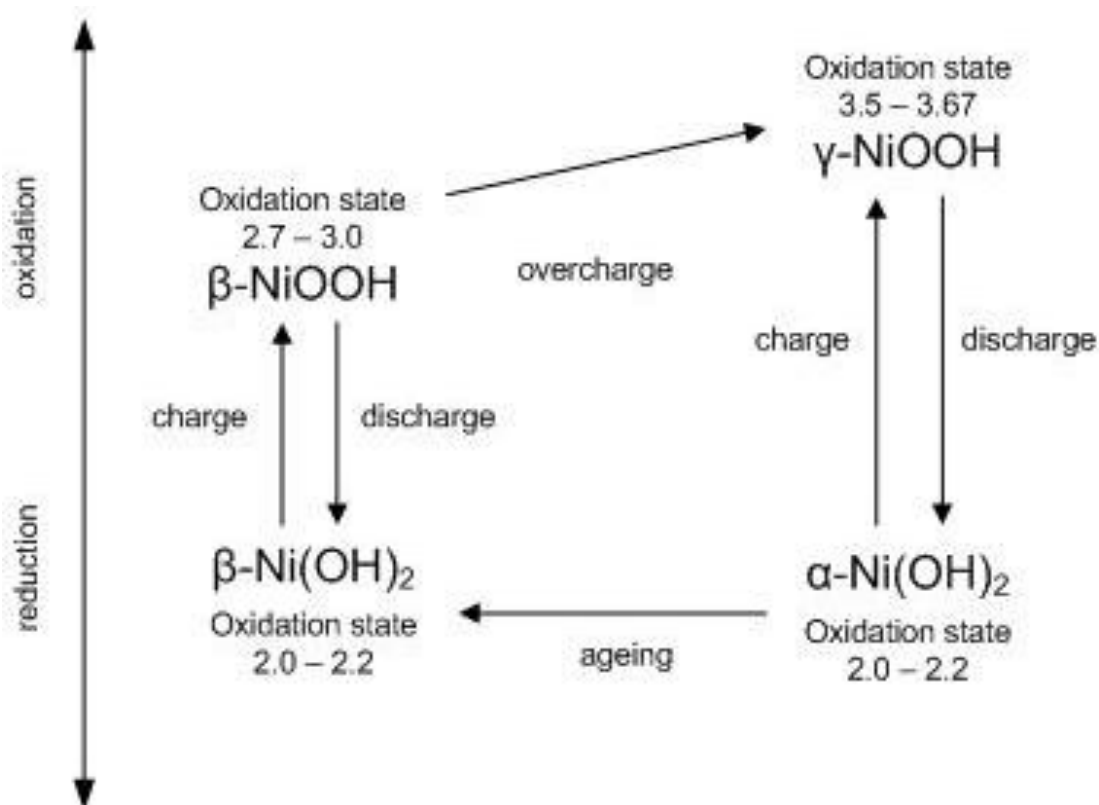 Oxidation state
3.5 – 3.67
γ-NiOOH
oxidation
Oxidation state
2.7 – 3.0
β-NiOOH
overcharge
charge
discharge
charge
discharge
reduction
β-Ni(OH)₂
Oxidation state
2.0 – 2.2
ageing
α-Ni(OH)₂
Oxidation state
2.0 – 2.2